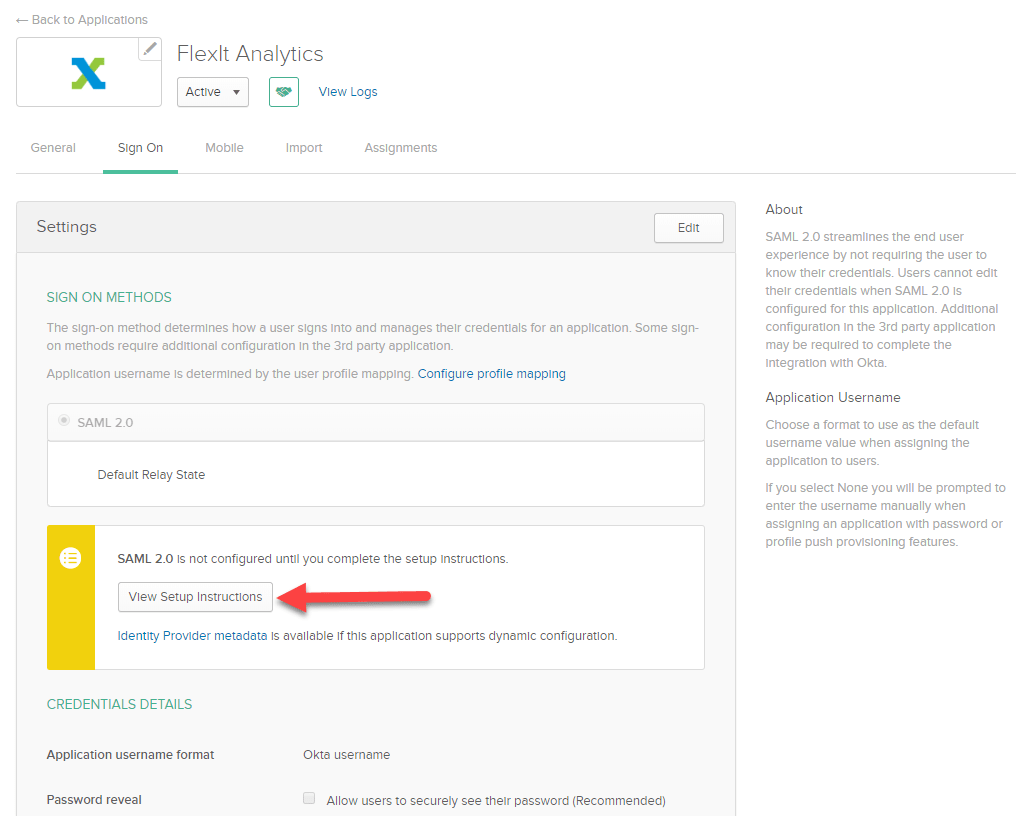 ← Back to Applications
FlexIt Analytics
Active
View Logs
General
Sign On
Mobile
Import
Assignments
Settings
Edit
SIGN ON METHODS
The sign-on method determines how a user signs into and manages their credentials for an application. Some sign-
on methods require additional configuration in the 3rd party application.
Application username is determined by the user profile mapping. Configure profile mapping
SAML 2.0
Default Relay State
SAML 2.0 is not configured until you complete the setup instructions.
View Setup Instructions
Identity Provider metadata is available if this application supports dynamic configuration.
CREDENTIALS DETAILS
Application username format
Okta username
Password reveal
Allow users to securely see their password (Recommended)
About
SAML 2.0 streamlines the end user
experience by not requiring the user to
know their credentials. Users cannot edit
their credentials when SAML 2.0 is
configured for this application. Additional
configuration in the 3rd party application
may be required to complete the
integration with Okta.
Application Username
Choose a format to use as the default
username value when assigning the
application to users.
If you select None you will be prompted to
enter the username manually when
assigning an application with password or
profile push provisioning features.